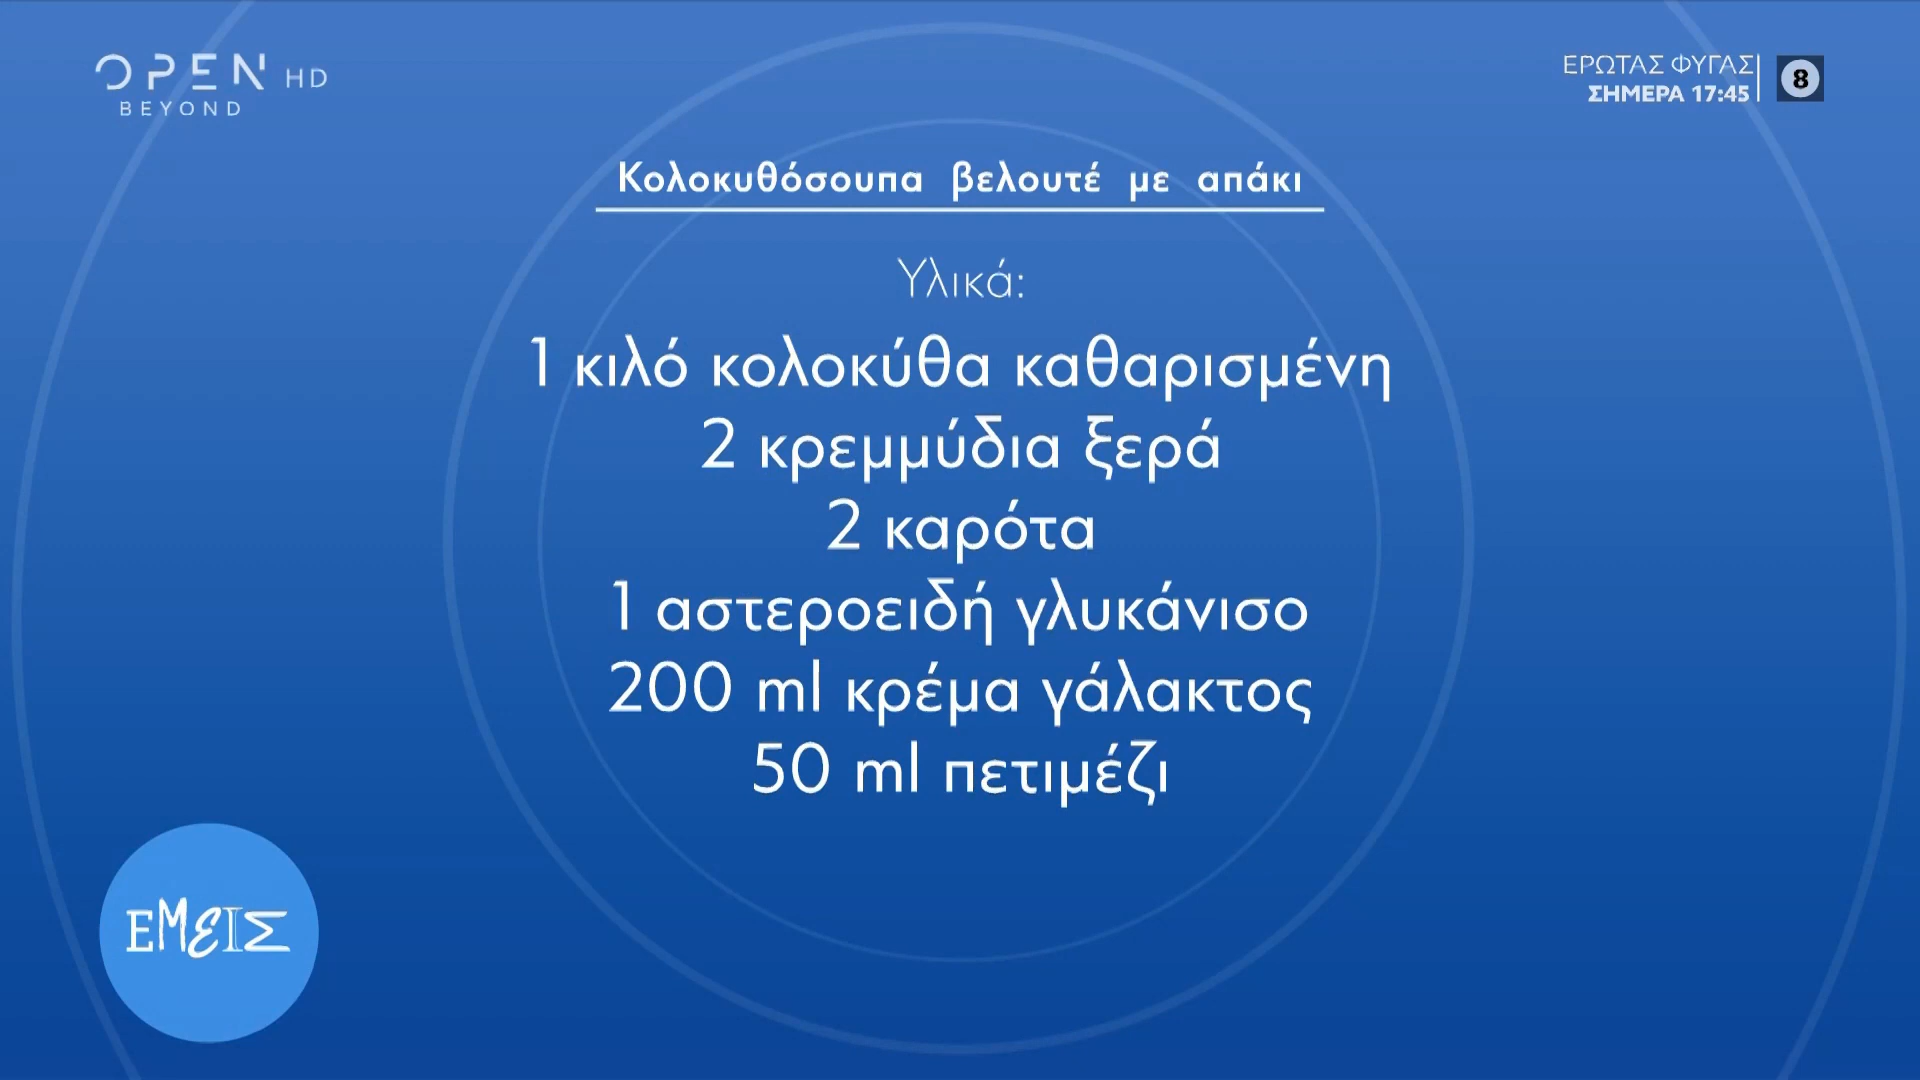 OPEN HD
BEYOND
ΕΡΩΤΑΣ ΦΥΓΑΣ
ΣΗΜΕΡΑ 17:45
8
Κολοκυθόσουπα βελουτέ με απάκι
Υλικά:
1 κιλό κολοκύθα καθαρισμένη
2 κρεμμύδια ξερά
2 καρότα
1 αστεροειδή γλυκάνισο
200 ml κρέμα γάλακτος
50 ml πετιμέζι
ΕΜΕΙΣ